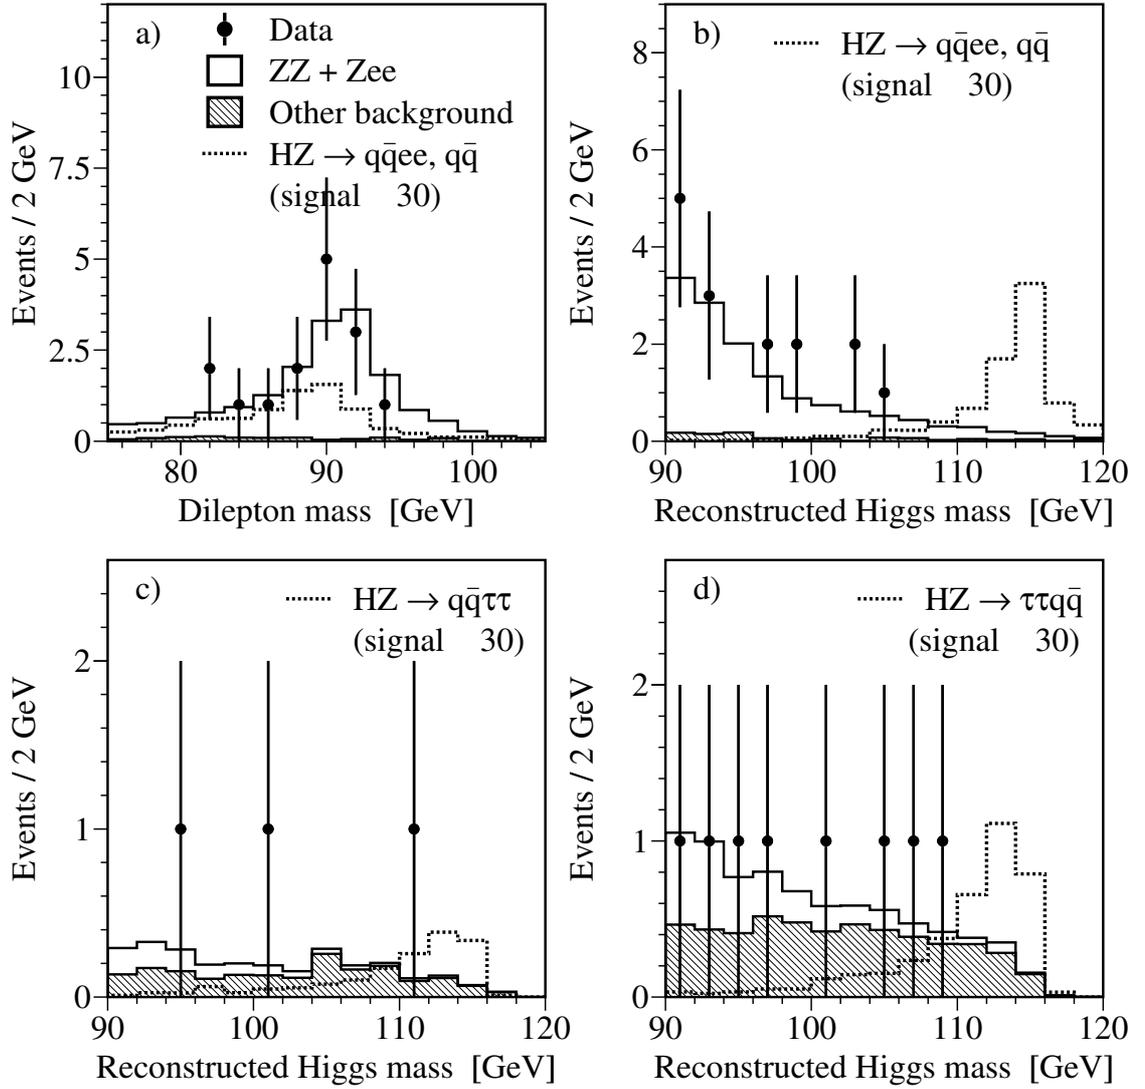 a)
Data
ZZ + Zee
Other background
HZ → qq̄ee, qq̄
(signal 30)
10
7.5
5
2.5
0
80 90 100
Events / 2 GeV
Dilepton mass [GeV]
b)
HZ → qq̄ee, qq̄
(signal 30)
8
6
4
2
0
90 100 110 120
Events / 2 GeV
Reconstructed Higgs mass [GeV]
c)
HZ → qq̄ττ
(signal 30)
2
1
0
90 100 110 120
Events / 2 GeV
Reconstructed Higgs mass [GeV]
d)
HZ → ττqq̄
(signal 30)
2
1
0
90 100 110 120
Events / 2 GeV
Reconstructed Higgs mass [GeV]